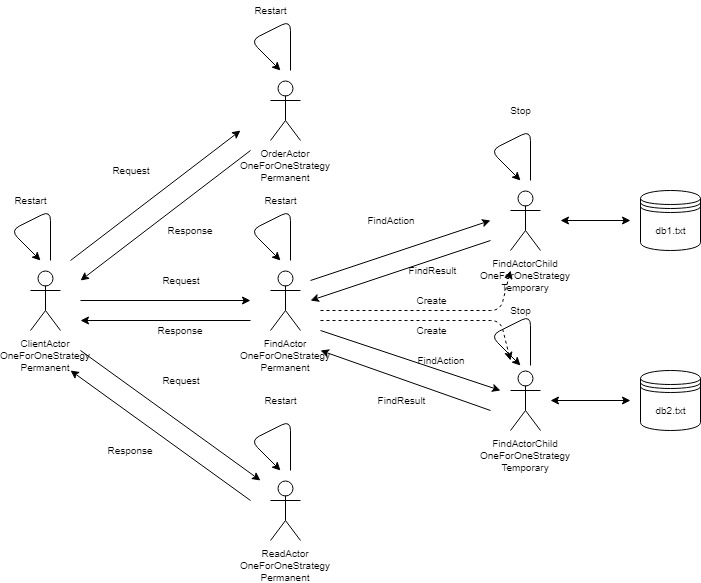 Restart
OrderActor
OneForOneStrategy
Permanent
Stop
Request
FindAction
Restart
Restart
Response
db1.txt
FindActorChild
OneForOneStrategy
Temporary
FindResult
Request
Create
Response
Create
Stop
ClientActor
OneForOneStrategy
Permanent
FindActor
OneForOneStrategy
Permanent
FindAction
Request
FindResult
db2.txt
Restart
FindActorChild
OneForOneStrategy
Temporary
Response
ReadActor
OneForOneStrategy
Permanent